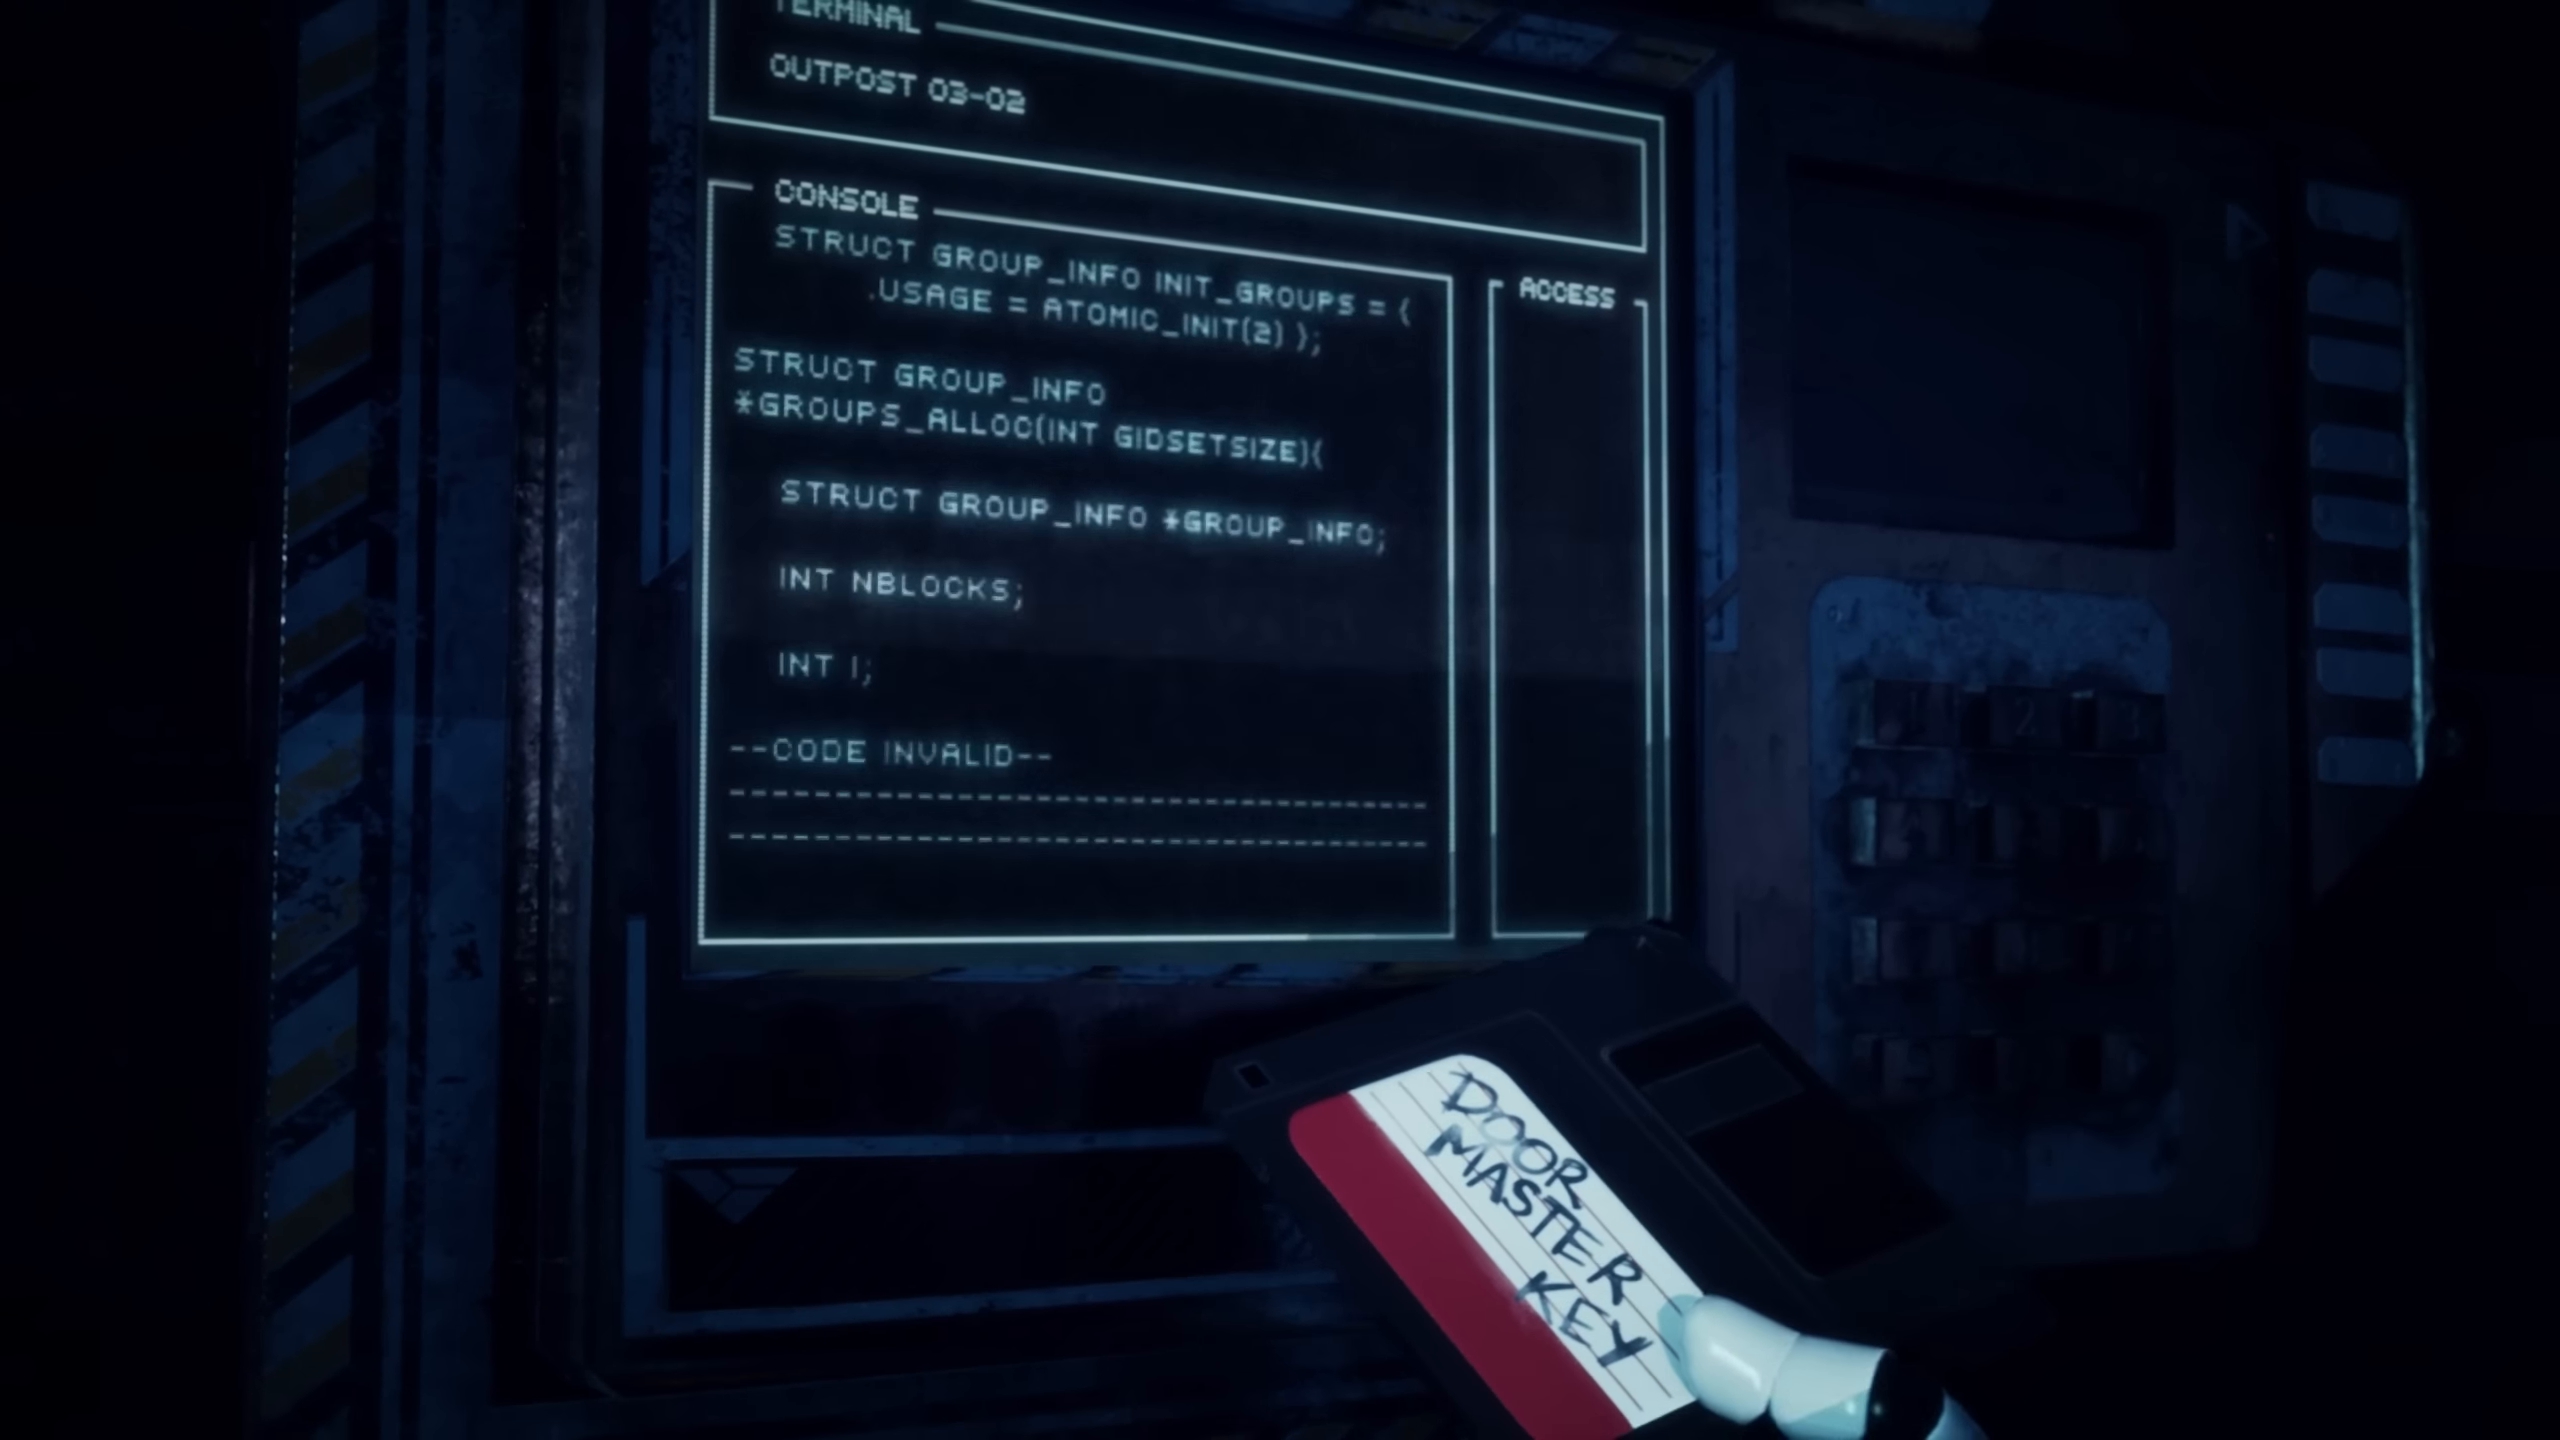 TERMINAL
OUTPOST 03-02
CONSOLE
STRUCT GROUP_INFO INIT_GROUPS = {
.USAGE = ATOMIC_INIT(2) };
STRUCT GROUP_INFO
*GROUPS_ALLOC(INT GIDSETSIZE){
STRUCT GROUP_INFO *GROUP_INFO;
INT NBLOCKS;
INT I;
--CODE INVALID--
----------------------------------
----------------------------------
ACCESS
2
DOOR
MASTER
KEY